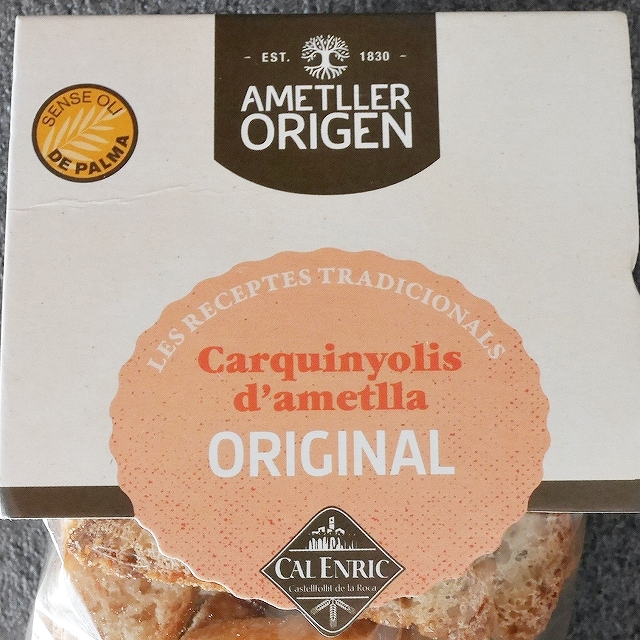 EST. 1830
AMETLLER
ORIGEN
SENSE OLI
DE PALMA
LES RECEPTES TRADICIONALS
Carquinyolis
d'ametlla
ORIGINAL
CAL ENRIC
Castellfollit de la Roca